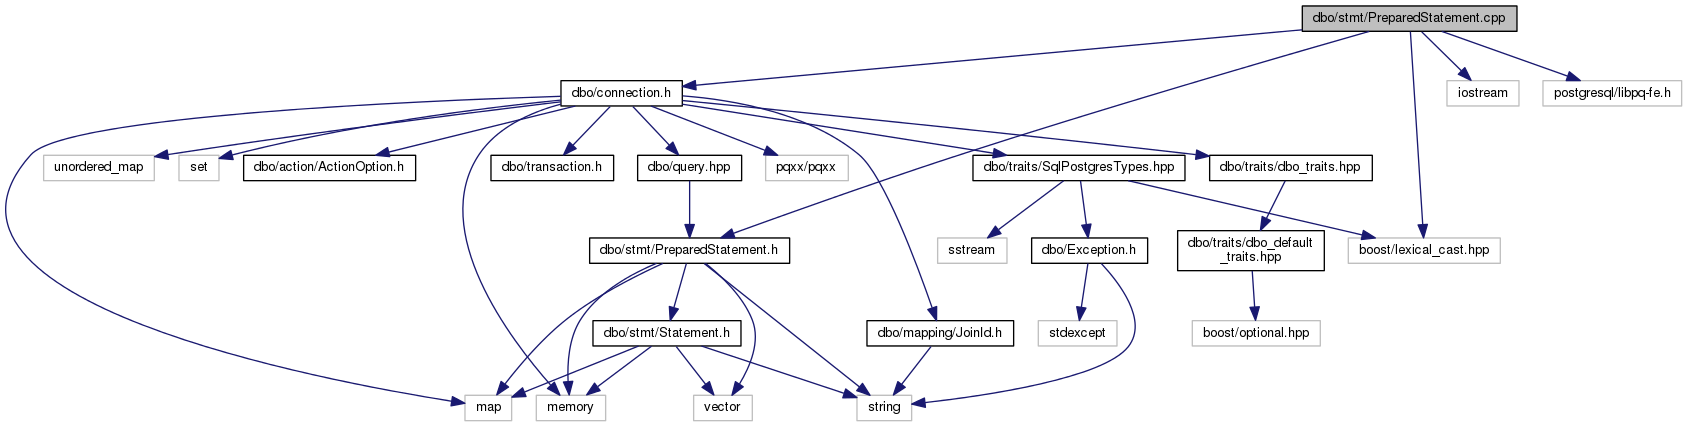 dbo/stmt/PreparedStatement.cpp
dbo/connection.h
iostream
postgresql/libpq-fe.h
unordered_map
set
dbo/action/ActionOption.h
dbo/transaction.h
dbo/query.hpp
pqxx/pqxx
dbo/traits/SqlPostgresTypes.hpp
dbo/traits/dbo_traits.hpp
dbo/stmt/PreparedStatement.h
sstream
dbo/Exception.h
dbo/traits/dbo_default
_traits.hpp
boost/lexical_cast.hpp
dbo/stmt/Statement.h
dbo/mapping/JoinId.h
stdexcept
boost/optional.hpp
map
memory
vector
string